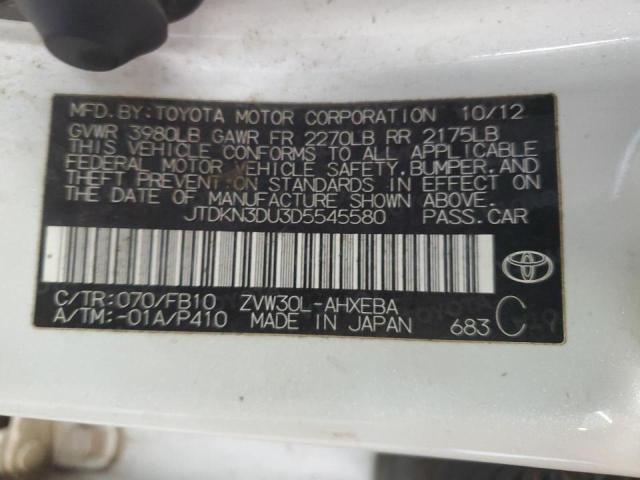 MFD. BY: TOYOTA MOTOR CORPORATION 10/12
GVWR 3980LB GAWR FR 2270LB RR 2175LB
THIS VEHICLE CONFORMS TO ALL APPLICABLE
FEDERAL MOTOR VEHICLE SAFETY, BUMPER, AND
THEFT PREVENTION STANDARDS IN EFFECT ON
THE DATE OF MANUFACTURE SHOWN ABOVE.
JTDKN3DU3D5545580 PASS. CAR
C/TR: 070/FB10 ZVW30L-AHXEBA
A/TM: -01A/P410 MADE IN JAPAN 683 C